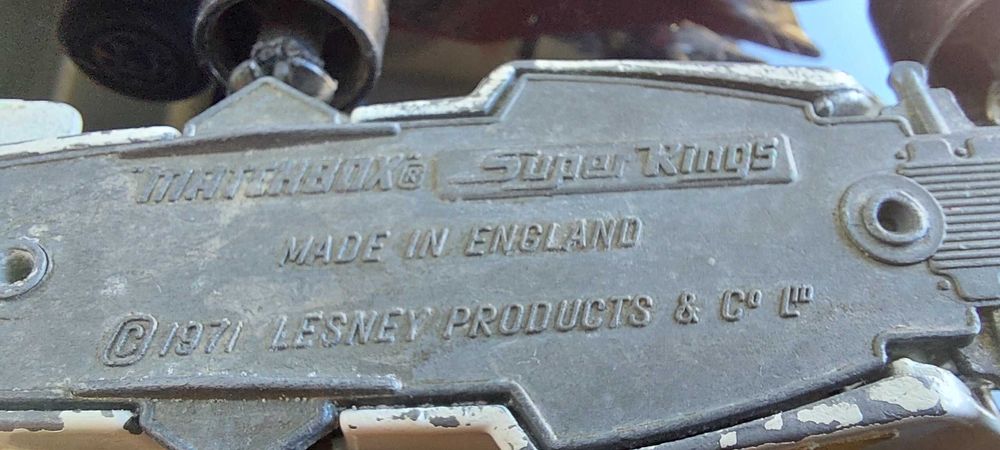 MATCHBOX® Super Kings
MADE IN ENGLAND
© 1971 LESNEY PRODUCTS & Co LTD